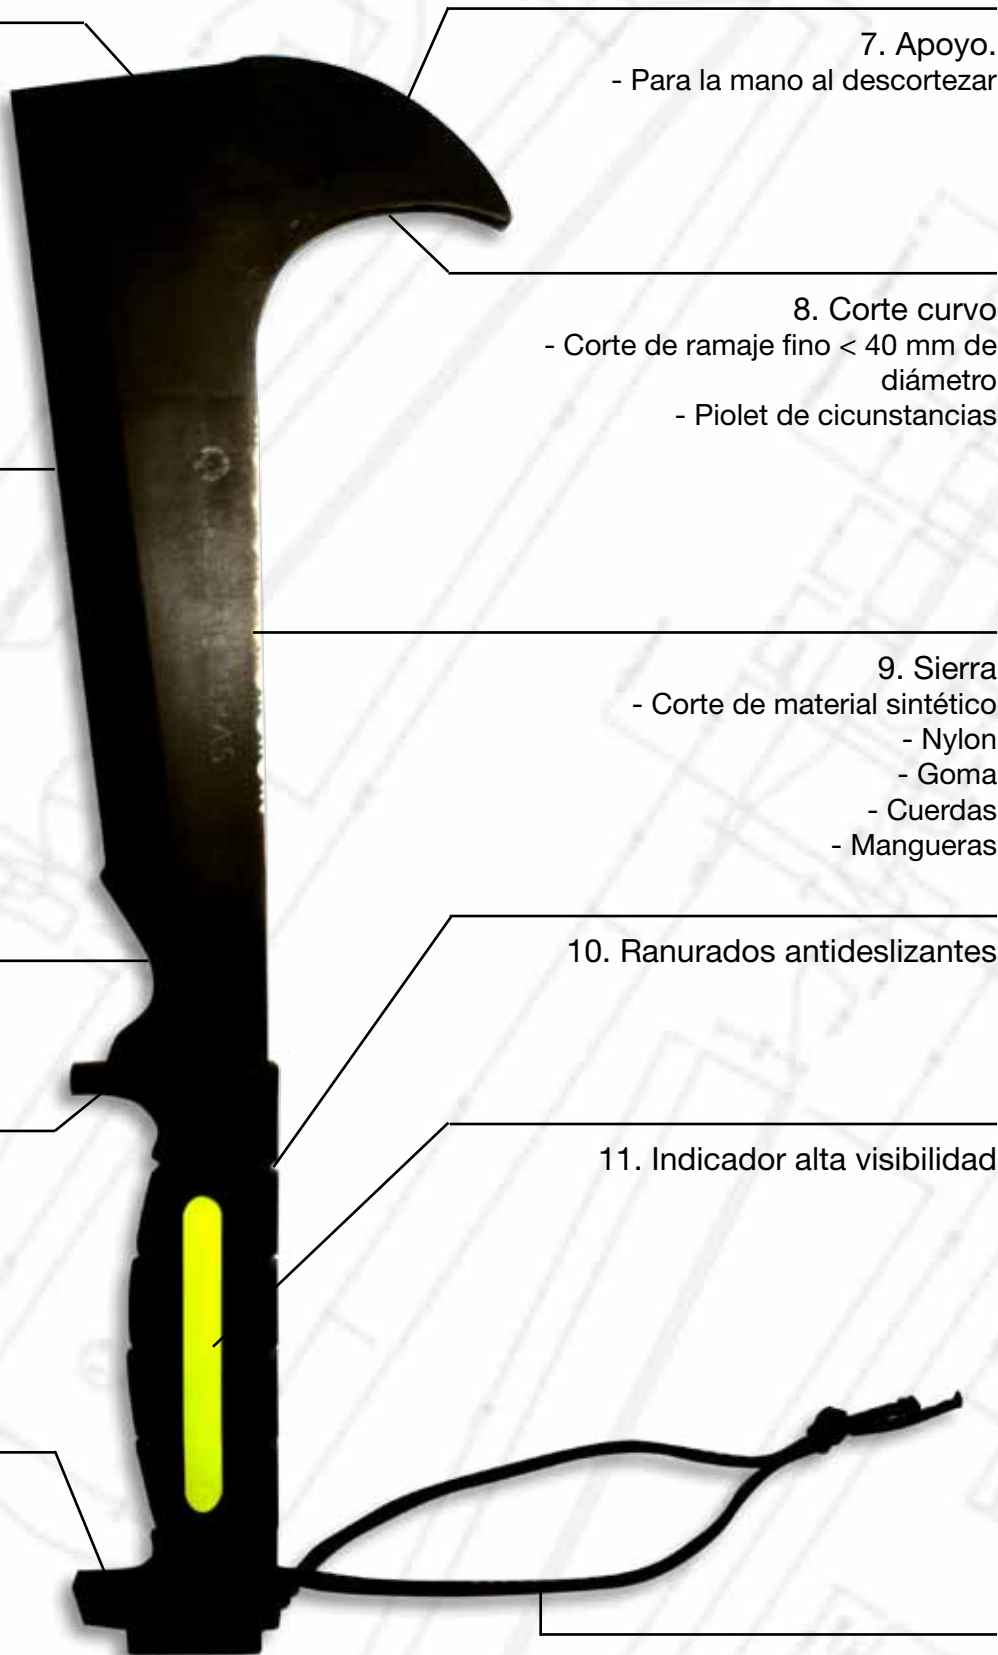 7. Apoyo.
- Para la mano al descortezar
8. Corte curvo
- Corte de ramaje fino < 40 mm de
diámetro
- Piolet de cicunstancias
9. Sierra
- Corte de material sintético
- Nylon
- Goma
- Cuerdas
- Mangueras
10. Ranurados antideslizantes
11. Indicador alta visibilidad